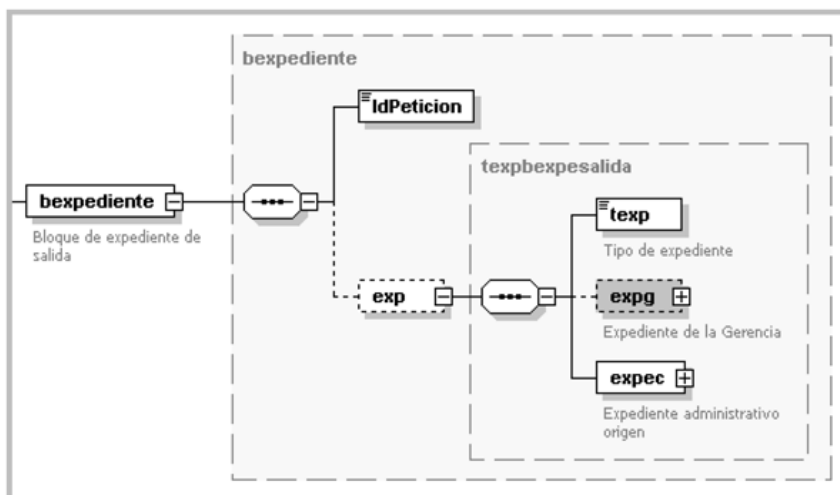 bexpediente
IdPeticion
texpbexpesalida
bexpediente
Bloque de expediente de
salida
texp
Tipo de expediente
exp
expg
Expediente de la Gerencia
expec
Expediente administrativo
origen